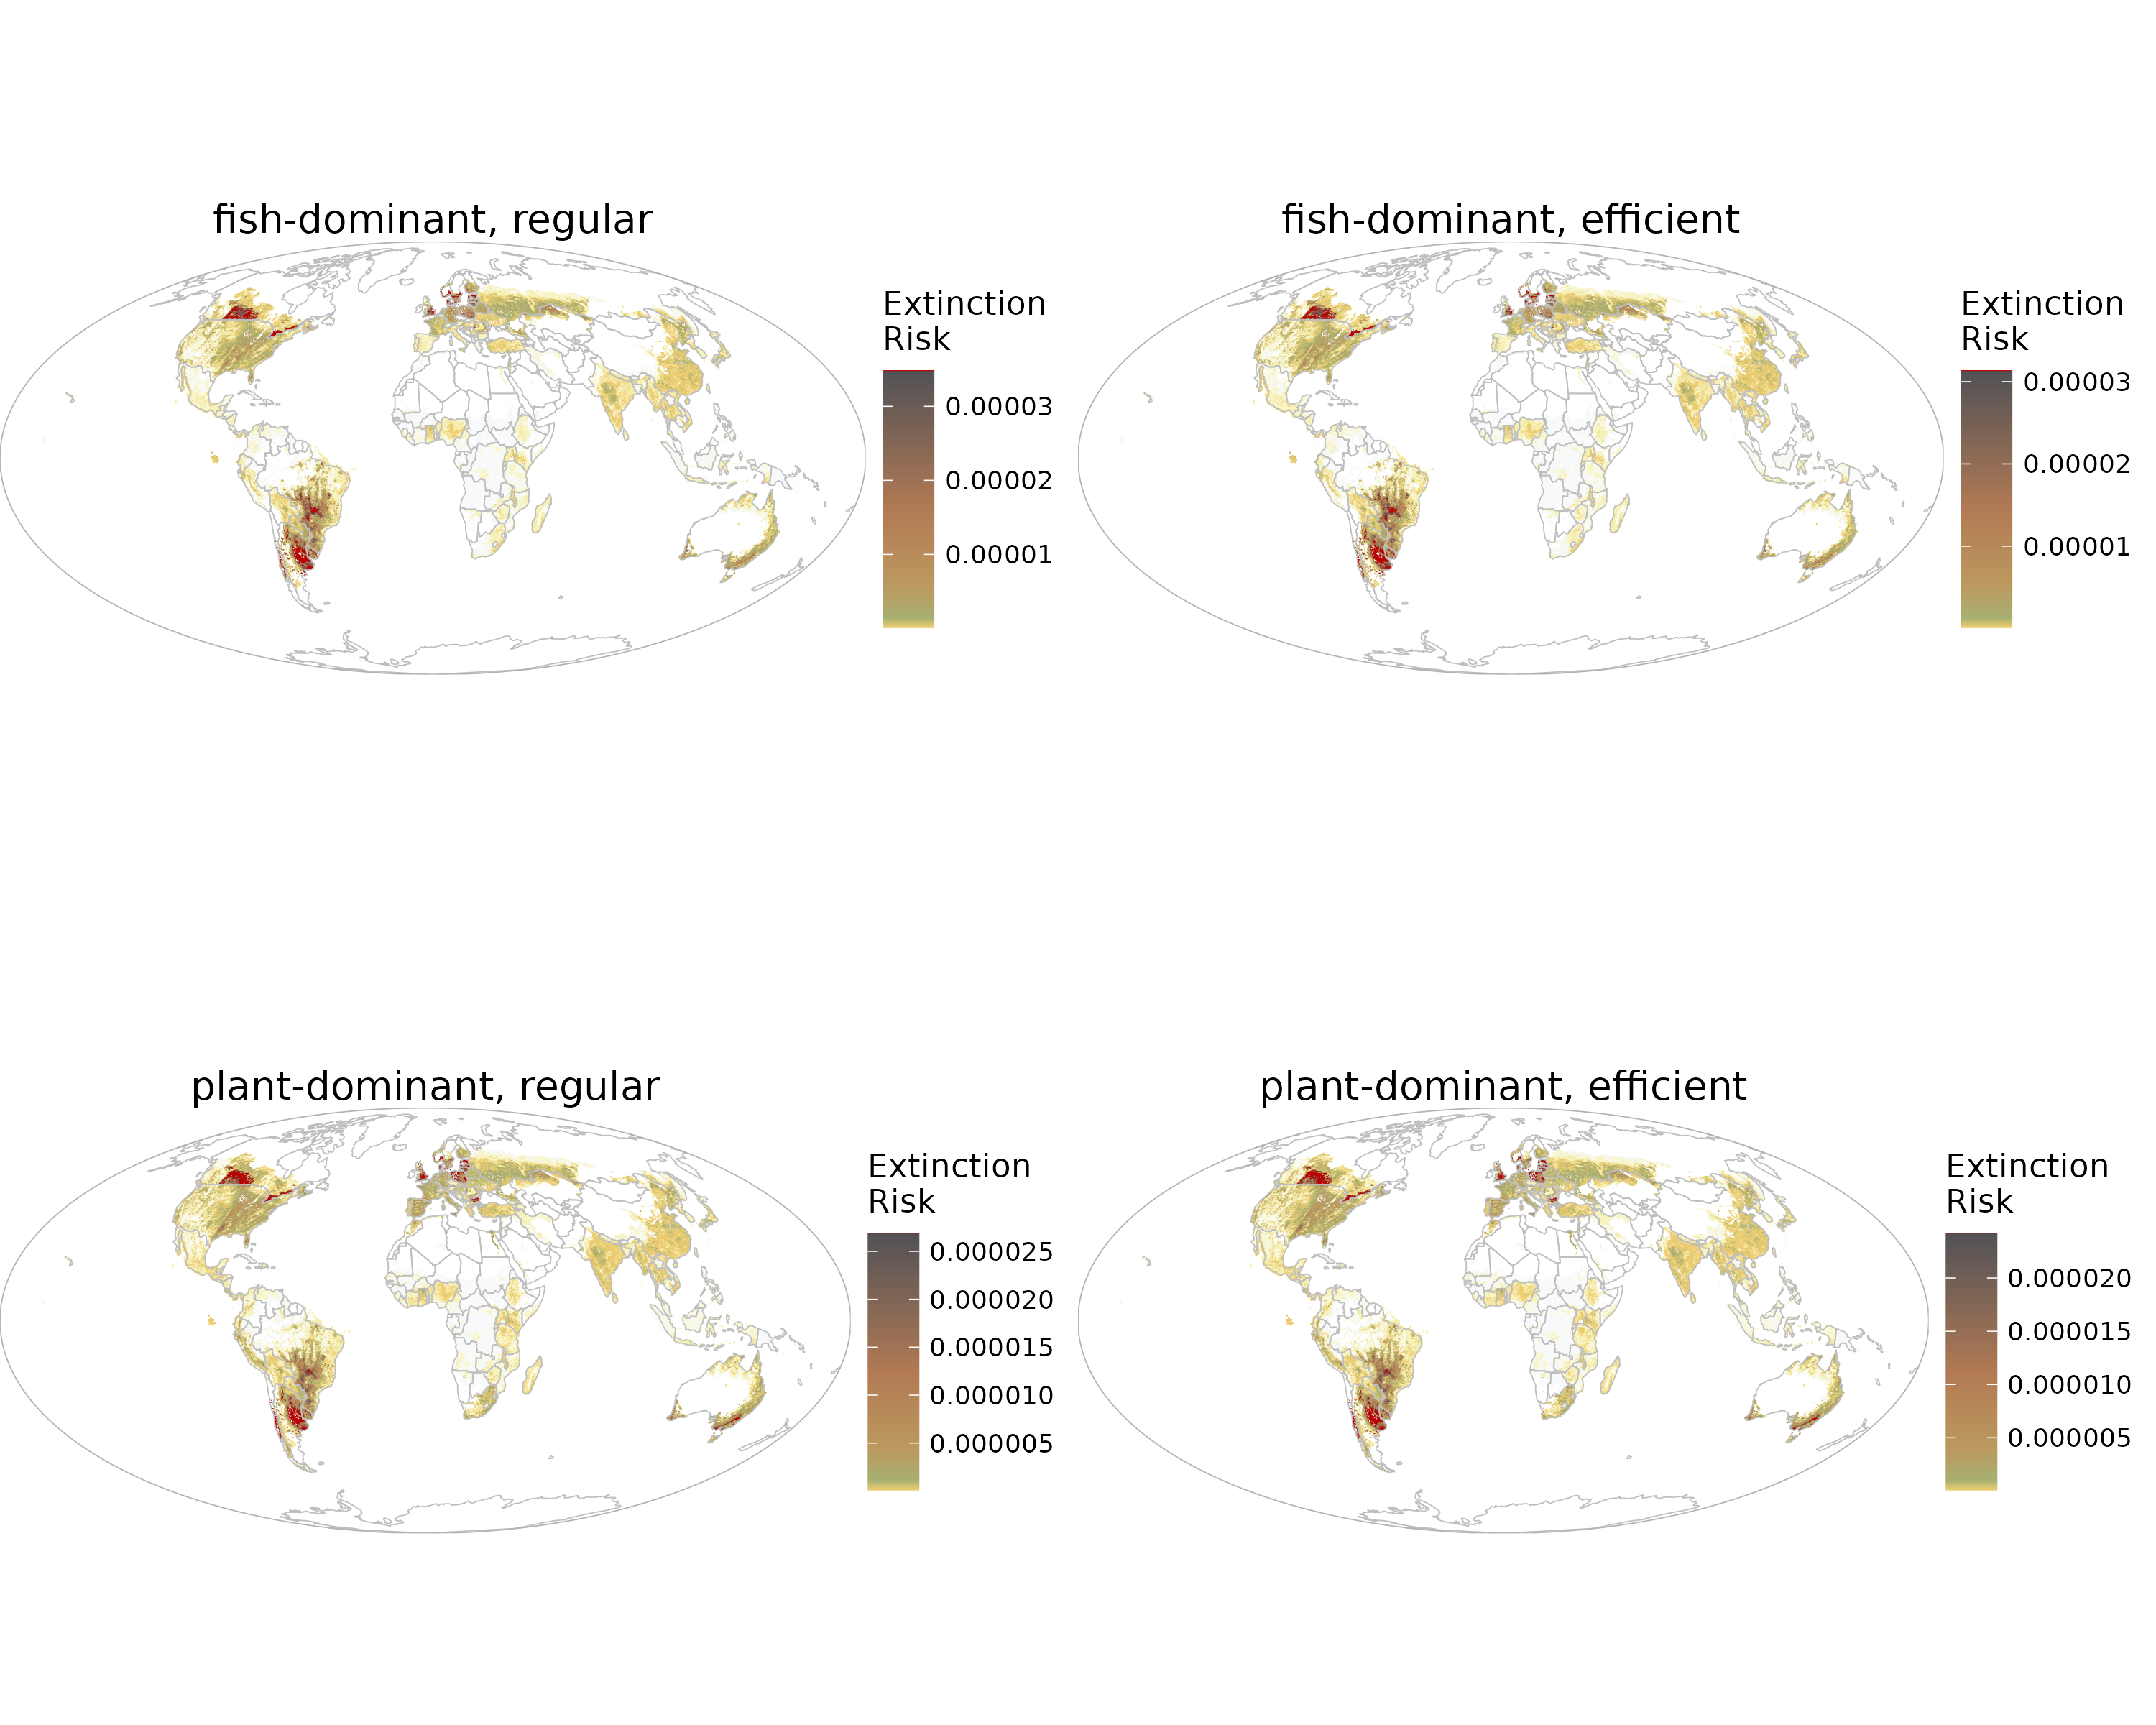 fish-dominant, regular
Extinction
Risk
0.00003
0.00002
0.00001
fish-dominant, efficient
Extinction
Risk
0.00003
0.00002
0.00001
plant-dominant, regular
Extinction
Risk
0.000025
0.000020
0.000015
0.000010
0.000005
plant-dominant, efficient
Extinction
Risk
0.000020
0.000015
0.000010
0.000005